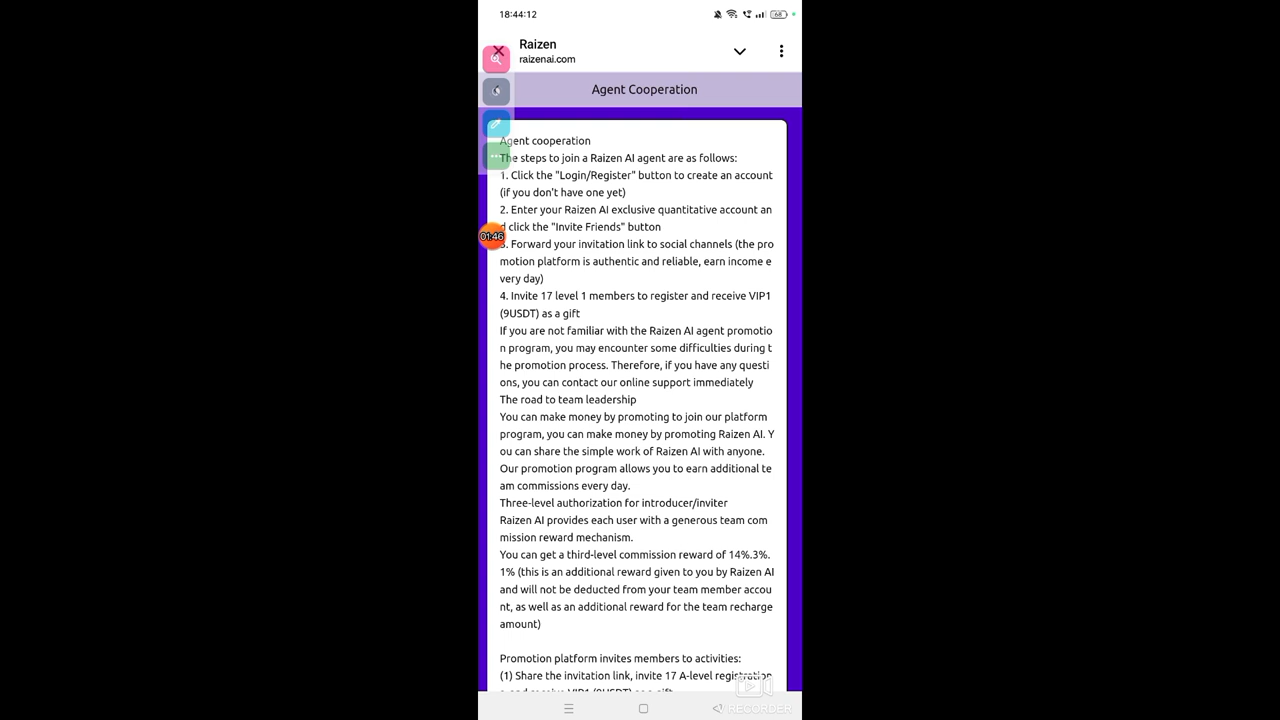 18:44:12
68
Raizen
raizenai.com
Agent Cooperation
Agent cooperation
The steps to join a Raizen AI agent are as follows:
1. Click the "Login/Register" button to create an account
(if you don't have one yet)
2. Enter your Raizen AI exclusive quantitative account an
d click the "Invite Friends" button
01:46
3. Forward your invitation link to social channels (the pro
motion platform is authentic and reliable, earn income e
very day)
4. Invite 17 level 1 members to register and receive VIP1
(9USDT) as a gift
If you are not familiar with the Raizen AI agent promotio
n program, you may encounter some difficulties during t
he promotion process. Therefore, if you have any questi
ons, you can contact our online support immediately
The road to team leadership
You can make money by promoting to join our platform
program, you can make money by promoting Raizen AI. Y
ou can share the simple work of Raizen AI with anyone.
Our promotion program allows you to earn additional te
am commissions every day.
Three-level authorization for introducer/inviter
Raizen AI provides each user with a generous team com
mission reward mechanism.
You can get a third-level commission reward of 14%.3%.
1% (this is an additional reward given to you by Raizen AI
and will not be deducted from your team member accou
nt, as well as an additional reward for the team recharge
amount)
Promotion platform invites members to activities:
(1) Share the invitation link, invite 17 A-level registration
RECORDER